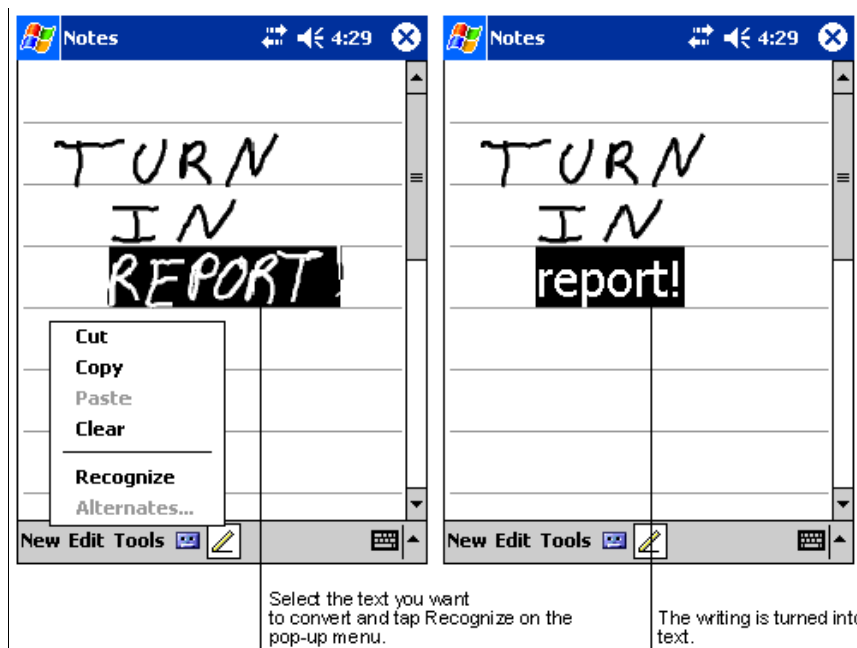 Notes 4:29
TURN
IN
REPORT!
Cut
Copy
Paste
Clear
Recognize
Alternates...
New Edit Tools
Select the text you want
to convert and tap Recognize on the
pop-up menu.
Notes 4:29
TURN
IN
report!
New Edit Tools
The writing is turned into
text.